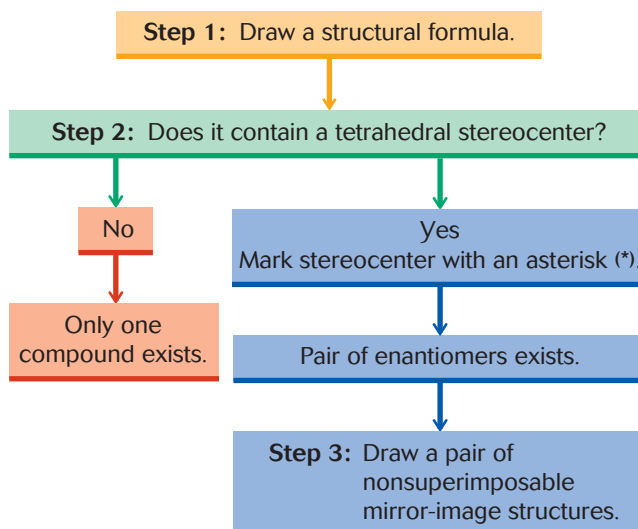 Step 1: Draw a structural formula.
Step 2: Does it contain a tetrahedral stereocenter?
No
Only one
compound exists.
Yes
Mark stereocenter with an asterisk (*).
Pair of enantiomers exists.
Step 3: Draw a pair of
nonsuperimposable
mirror-image structures.